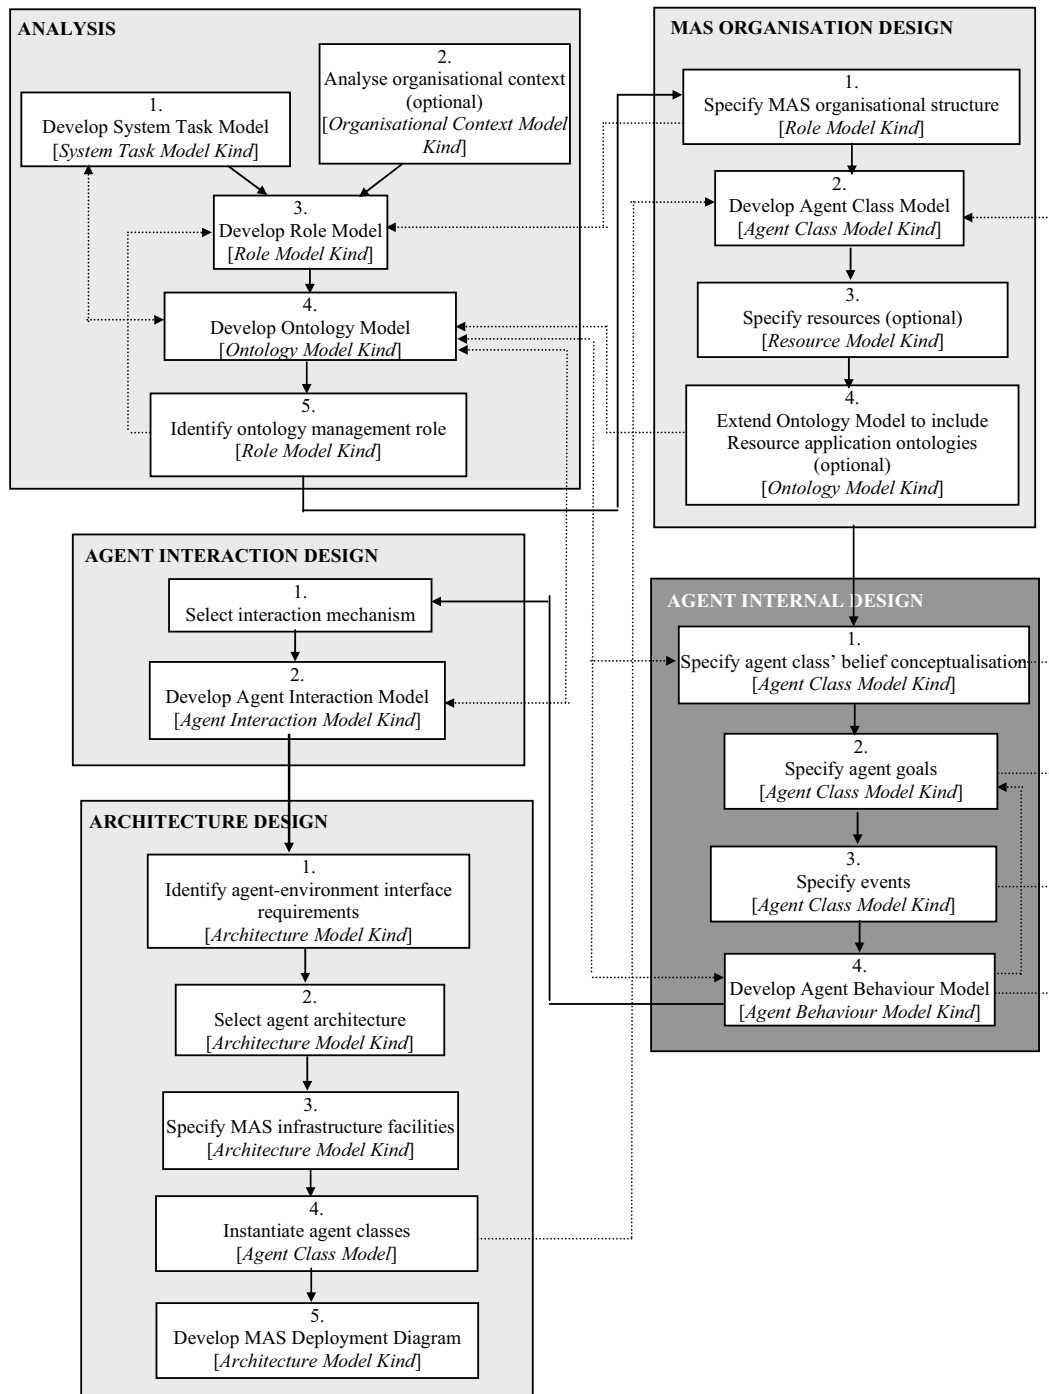 ANALYSIS
1.
Develop System Task Model
[System Task Model Kind]
2.
Analyse organisational context
(optional)
[Organisational Context Model
Kind]
3.
Develop Role Model
[Role Model Kind]
4.
Develop Ontology Model
[Ontology Model Kind]
5.
Identify ontology management role
[Role Model Kind]
MAS ORGANISATION DESIGN
1.
Specify MAS organisational structure
[Role Model Kind]
2.
Develop Agent Class Model
[Agent Class Model Kind]
3.
Specify resources (optional)
[Resource Model Kind]
4.
Extend Ontology Model to include
Resource application ontologies
(optional)
[Ontology Model Kind]
AGENT INTERNAL DESIGN
1.
Specify agent class’ belief conceptualisation
[Agent Class Model Kind]
2.
Specify agent goals
[Agent Class Model Kind]
3.
Specify events
[Agent Class Model Kind]
4.
Develop Agent Behaviour Model
[Agent Behaviour Model Kind]
AGENT INTERACTION DESIGN
1.
Select interaction mechanism
2.
Develop Agent Interaction Model
[Agent Interaction Model Kind]
ARCHITECTURE DESIGN
1.
Identify agent-environment interface
requirements
[Architecture Model Kind]
2.
Select agent architecture
[Architecture Model Kind]
3.
Specify MAS infrastructure facilities
[Architecture Model Kind]
4.
Instantiate agent classes
[Agent Class Model]
5.
Develop MAS Deployment Diagram
[Architecture Model Kind]